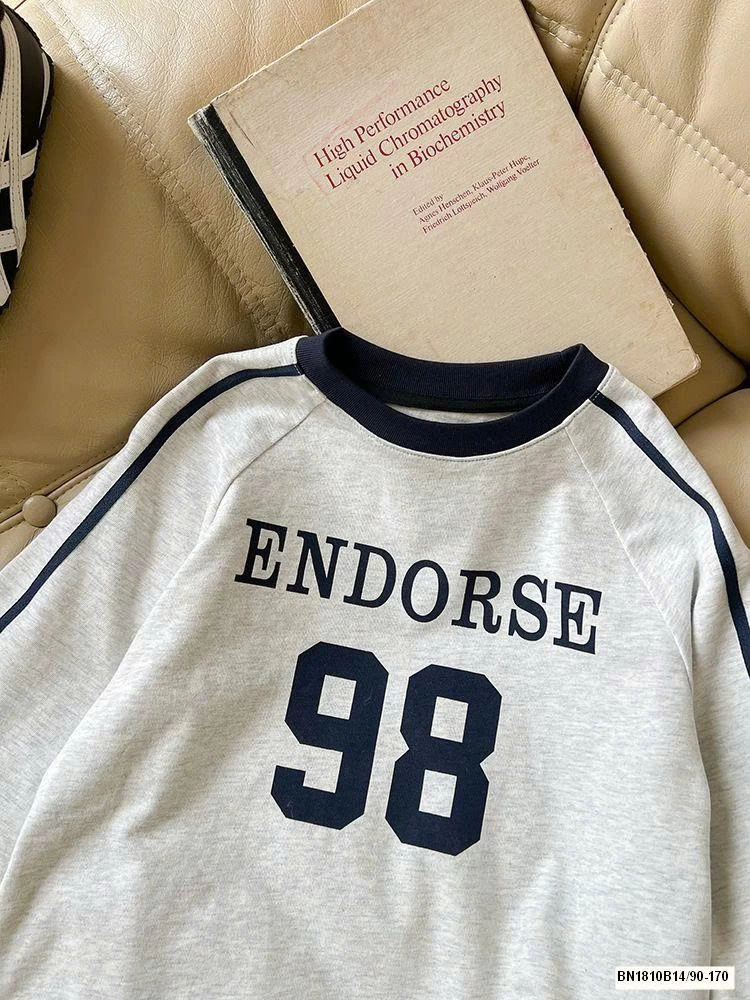 High Performance
Liquid Chromatography
in Biochemistry
Edited by
Agnes Henschen, Klaus-Peter Hupe,
Friedrich Lottspeich, Wolfgang Voelter
ENDORSE
98
BN1810B14/90-170